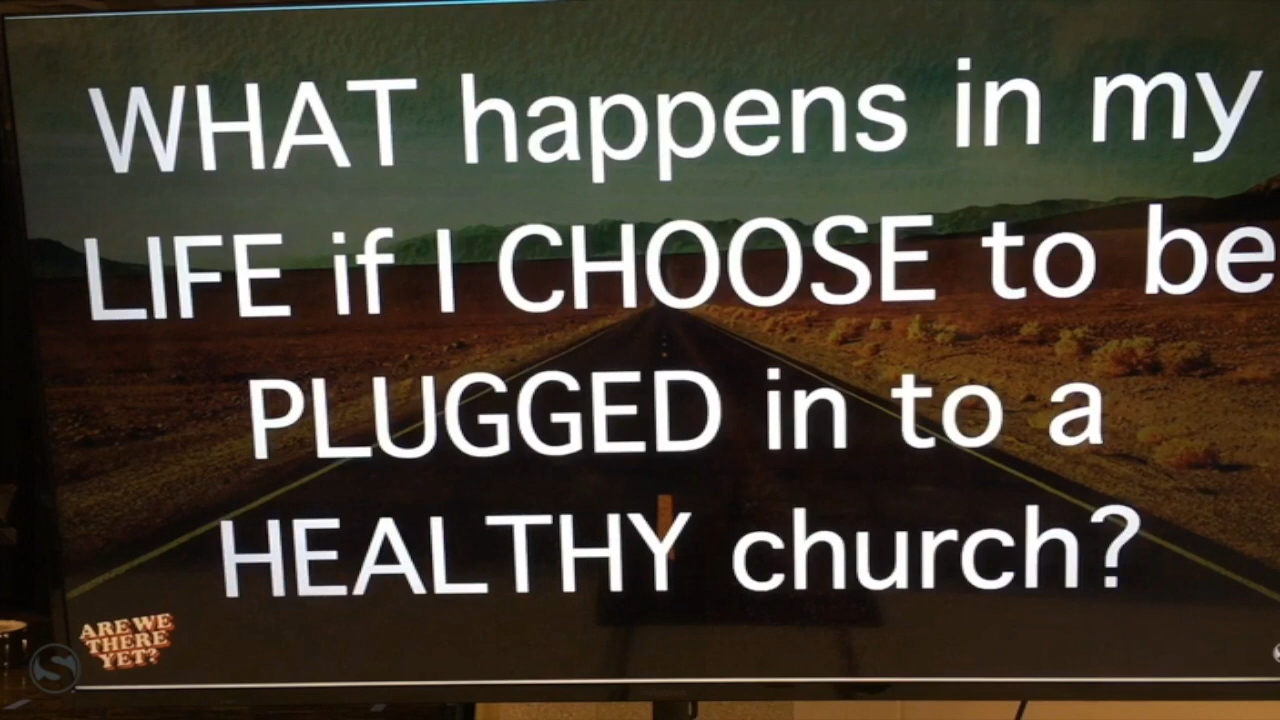 WHAT happens in my
LIFE if I CHOOSE to be
PLUGGED in to a
HEALTHY church?
ARE WE
THERE
YET?
S